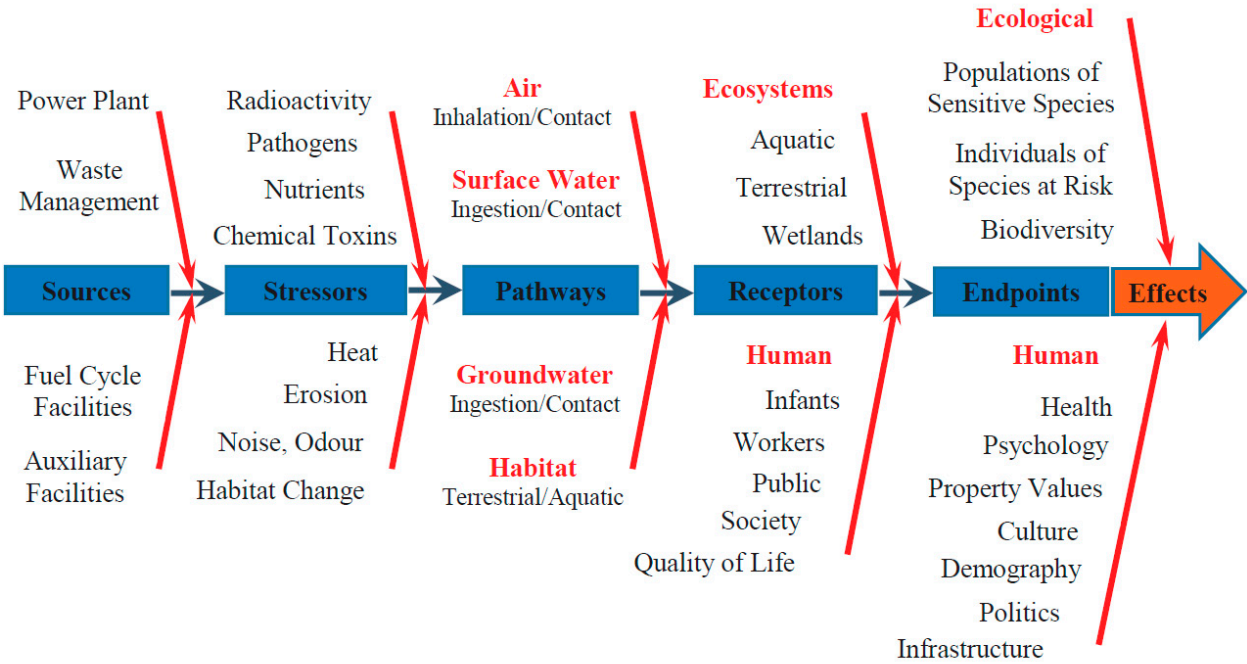 Power Plant
Waste
Management
Radioactivity
Pathogens
Nutrients
Chemical Toxins
Air
Inhalation/Contact
Surface Water
Ingestion/Contact
Ecosystems
Aquatic
Terrestrial
Wetlands
Ecological
Populations of
Sensitive Species
Individuals of
Species at Risk
Biodiversity
Sources
Stressors
Pathways
Receptors
Endpoints
Effects
Fuel Cycle
Facilities
Auxiliary
Facilities
Heat
Erosion
Noise, Odour
Habitat Change
Groundwater
Ingestion/Contact
Habitat
Terrestrial/Aquatic
Human
Infants
Workers
Public
Society
Quality of Life
Human
Health
Psychology
Property Values
Culture
Demography
Politics
Infrastructure